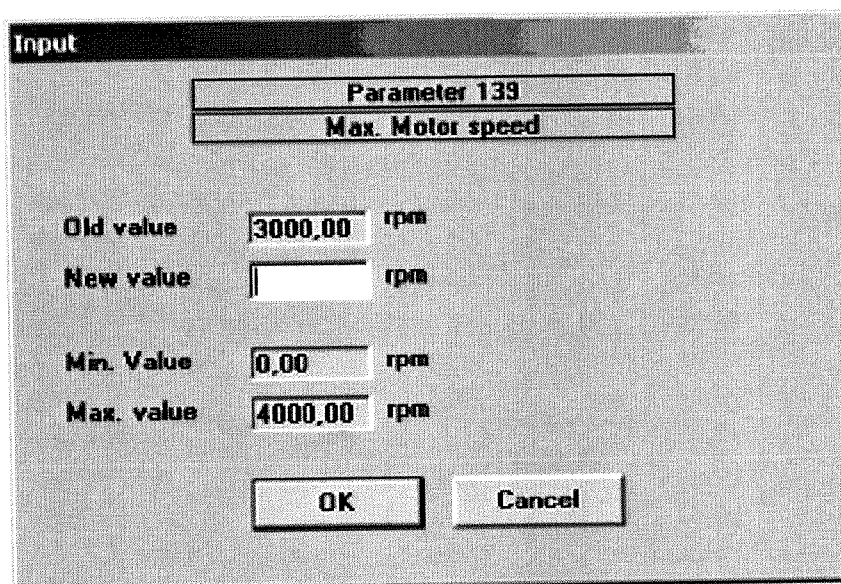 Input
Parameter 139
Max. Motor speed
Old value 3000,00 rpm
New value rpm
Min. Value 0,00 rpm
Max. value 4000,00 rpm
OK Cancel